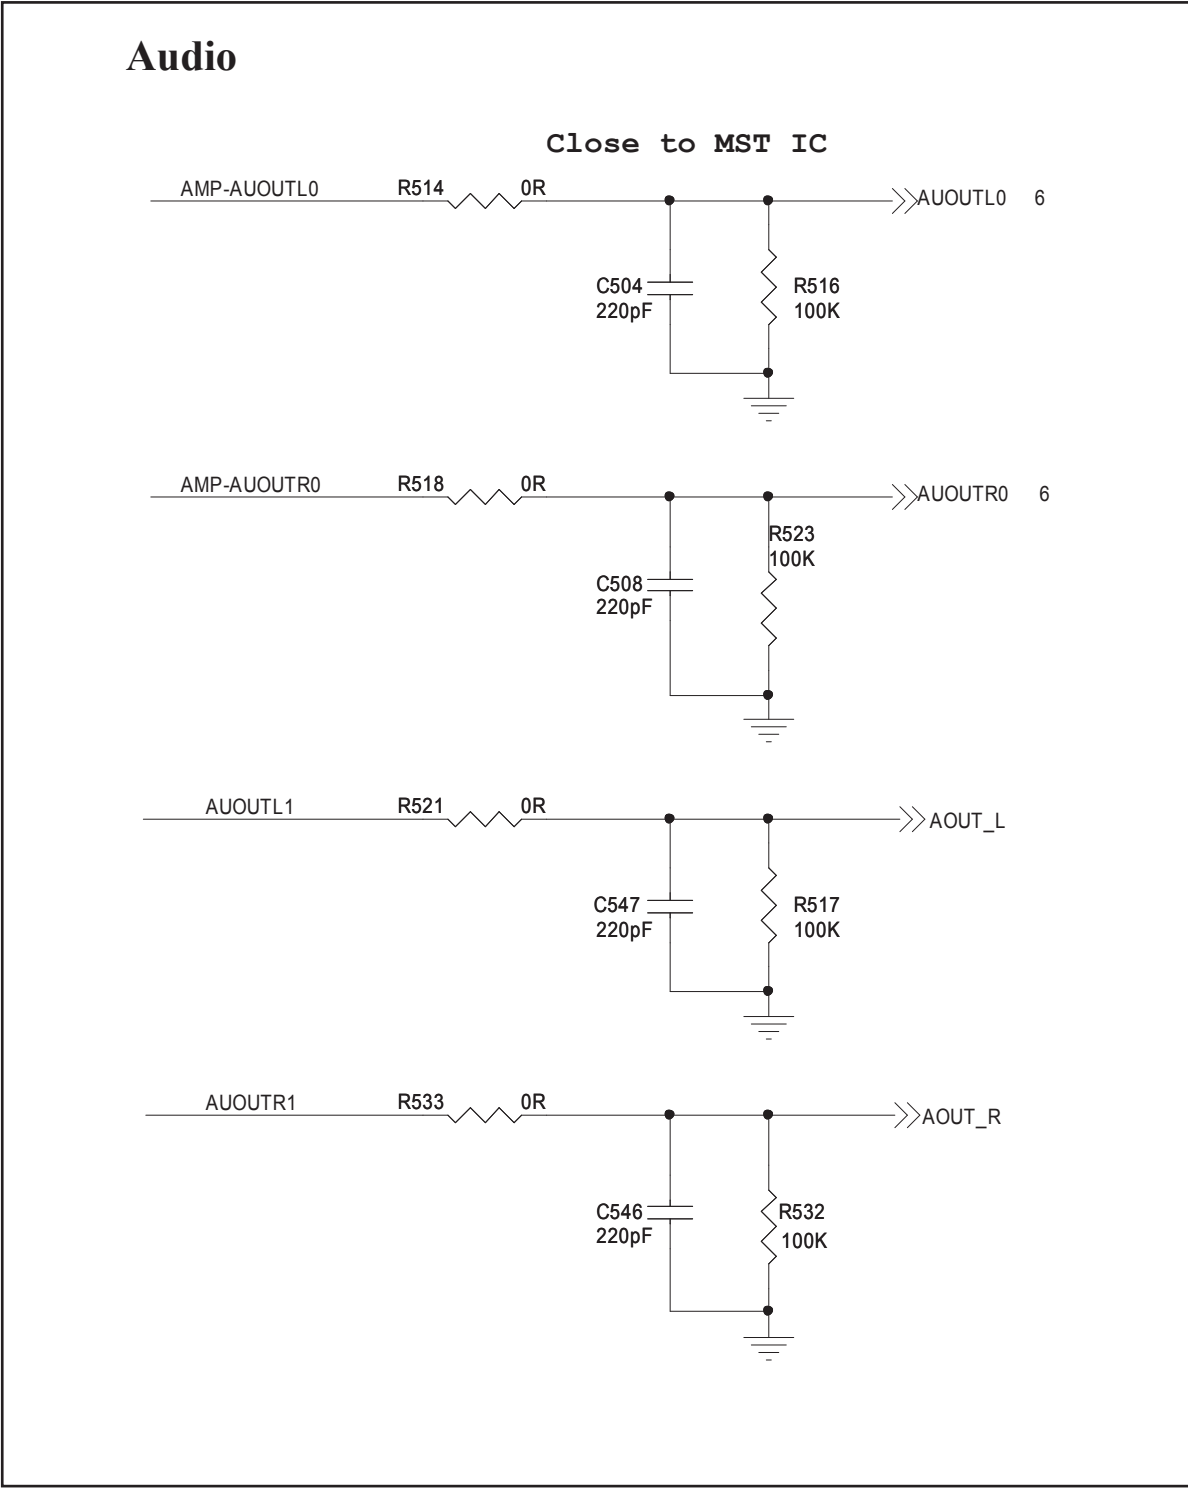 Audio
Close to MST IC
AMP-AUOUTL0 R514 0R AUOUTL0 6
C504 R516
220pF 100K
AMP-AUOUTR0 R518 0R AUOUTR0 6
R523
100K
C508
220pF
AUOUTL1 R521 0R AOUT_L
C547 R517
220pF 100K
AUOUTR1 R533 0R AOUT_R
C546 R532
220pF 100K